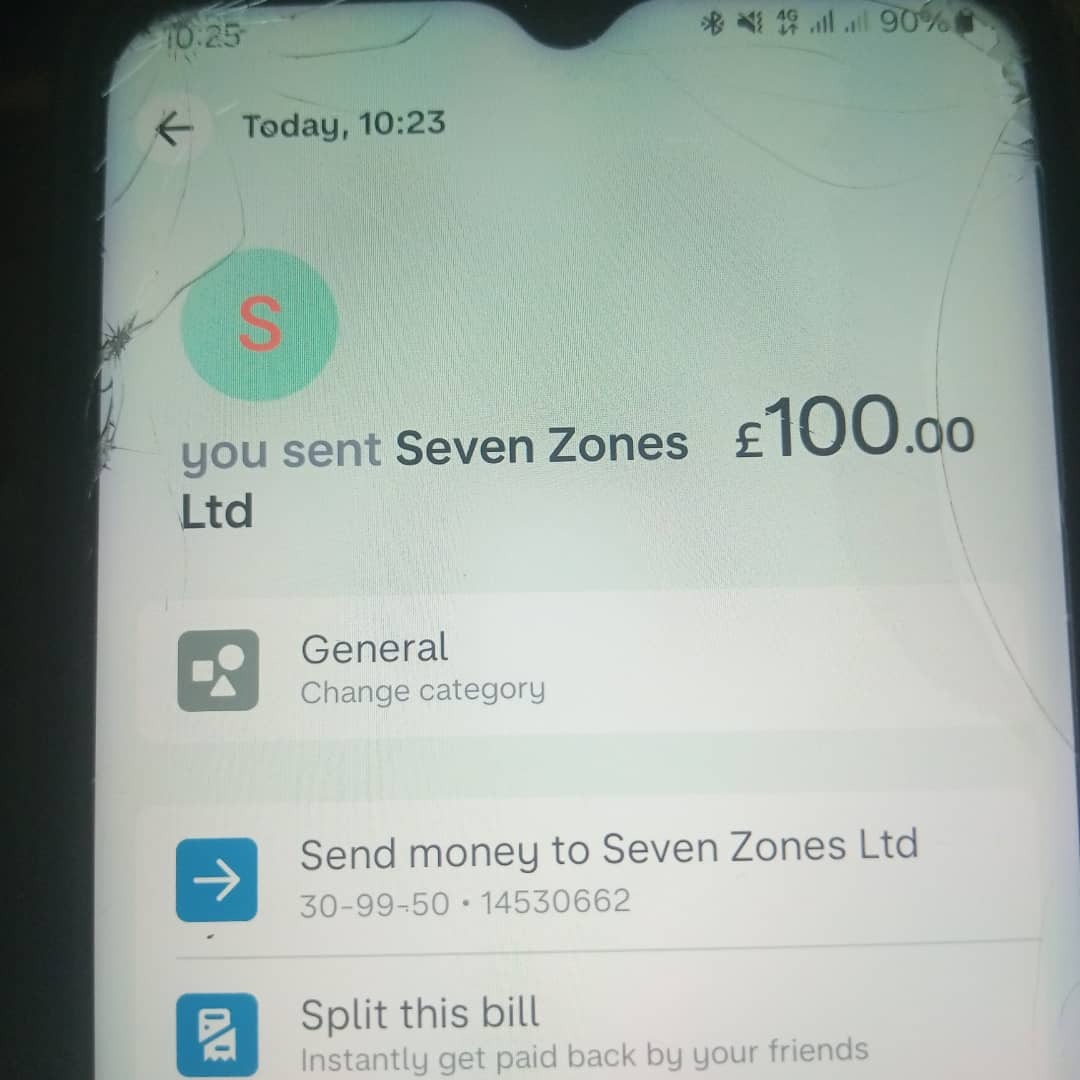 10:25 4G 90%
Today, 10:23
S
you sent Seven Zones £100.00
Ltd
General
Change category
Send money to Seven Zones Ltd
30-99-50 • 14530662
Split this bill
Instantly get paid back by your friends